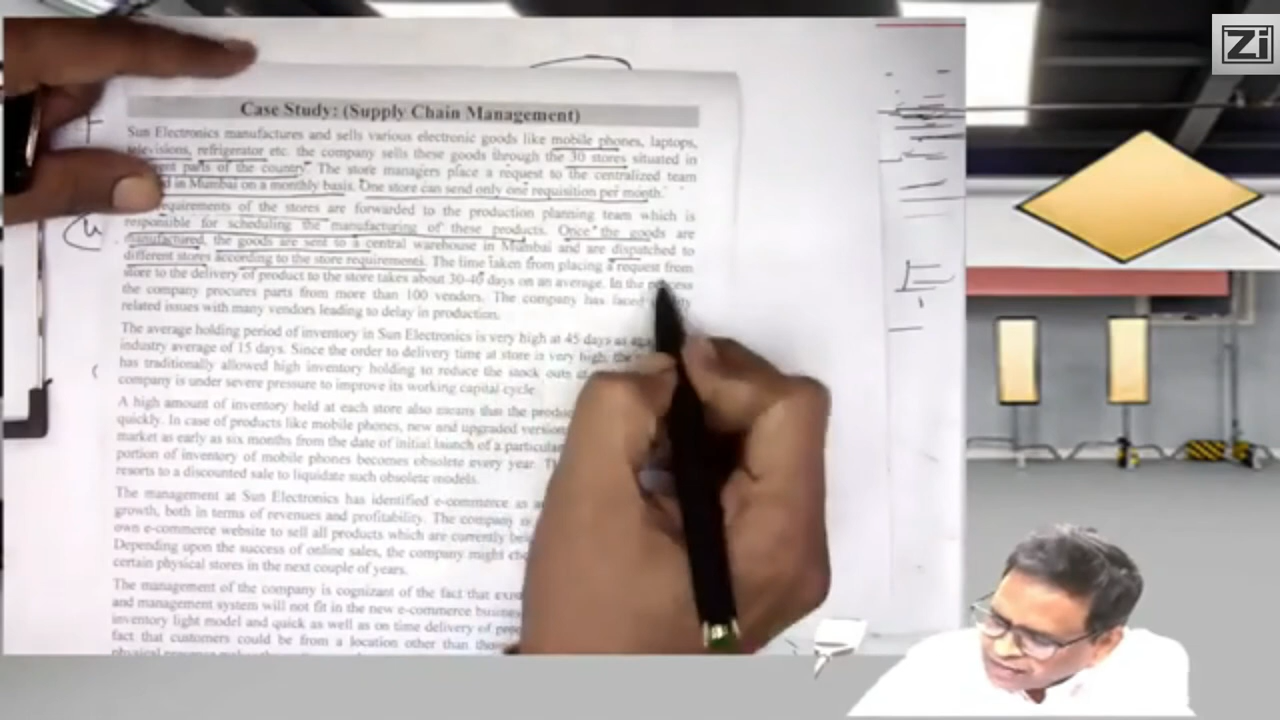 Zi
Case Study: (Supply Chain Management)
Sun Electronics manufactures and sells various electronic goods like mobile phones, laptops,
televisions, refrigerator etc. the company sells these goods through the 30 stores situated in
parts of the country. The store managers place a request to the centralized team
in Mumbai on a monthly basis. One store can send only one requisition per month.
requirements of the stores are forwarded to the production planning team which is
responsible for scheduling the manufacturing of these products. Once the goods are
manufactured, the goods are sent to a central warehouse in Mumbai and are dispatched to
different stores according to the store requirements. The time taken from placing a request from
store to the delivery of product to the store takes about 30-40 days on an average. In the process
the company procures parts from more than 100 vendors. The company has faced
related issues with many vendors leading to delay in production.
The average holding period of inventory in Sun Electronics is very high at 45 days as
industry average of 15 days. Since the order to delivery time at store is very high, the
has traditionally allowed high inventory holding to reduce the stock outs at
company is under severe pressure to improve its working capital cycle.
A high amount of inventory held at each store also means that the
quickly. In case of products like mobile phones, new and upgraded
market as early as six months from the date of initial launch of a particular
portion of inventory of mobile phones becomes obsolete every year.
resorts to a discounted sale to liquidate such obsolete models.
The management at Sun Electronics has identified e-commerce as
growth, both in terms of revenues and profitability. The company
own e-commerce website to sell all products which are currently
Depending upon the success of online sales, the company might
certain physical stores in the next couple of years.
The management of the company is cognizant of the fact that
and management system will not fit in the new e-commerce
inventory light model and quick as well as on time delivery of
fact that customers could be from a location other than